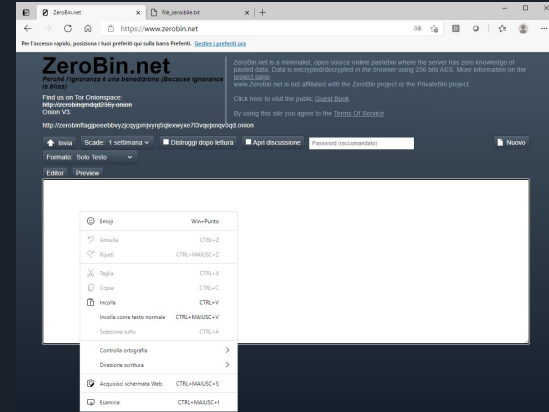 ZeroBin.net
file_sensibile.txt
https://www.zerobin.net
Per l'accesso rapido, posiziona i tuoi preferiti qui sulla barra Preferiti. Gestire i preferiti ora
ZeroBin.net
Perché l'ignoranza è una benedizione (Because ignorance is bliss)
Find us on Tor Onionspace:
Onion V3:
ZeroBin.net is a minimalist, open source online pastebin where the server has zero knowledge of
pasted data. Data is encrypted/decrypted in the browser using 256 bits AES. More information on the
project page.
www.ZeroBin.net is not affiliated with the ZeroBin project or the PrivateBin project.
Click here to visit the public Guest Book.
By using this site you agree to the Terms Of Service.
Invia
Scade: 1 settimana
Distruggi dopo lettura
Apri discussione
Password (raccomandato)
Nuovo
Formato: Solo Testo
Editor Preview
Emoji Win+Punto
Annulla CTRL+Z
Ripeti CTRL+MAIUSC+Z
Taglia CTRL+X
Copia CTRL+C
Incolla CTRL+V
Incolla come testo normale CTRL+MAIUSC+V
Seleziona tutto CTRL+A
Controlla ortografia
Direzione scrittura
Acquisisci schermata Web CTRL+MAIUSC+S
Esamina CTRL+MAIUSC+I